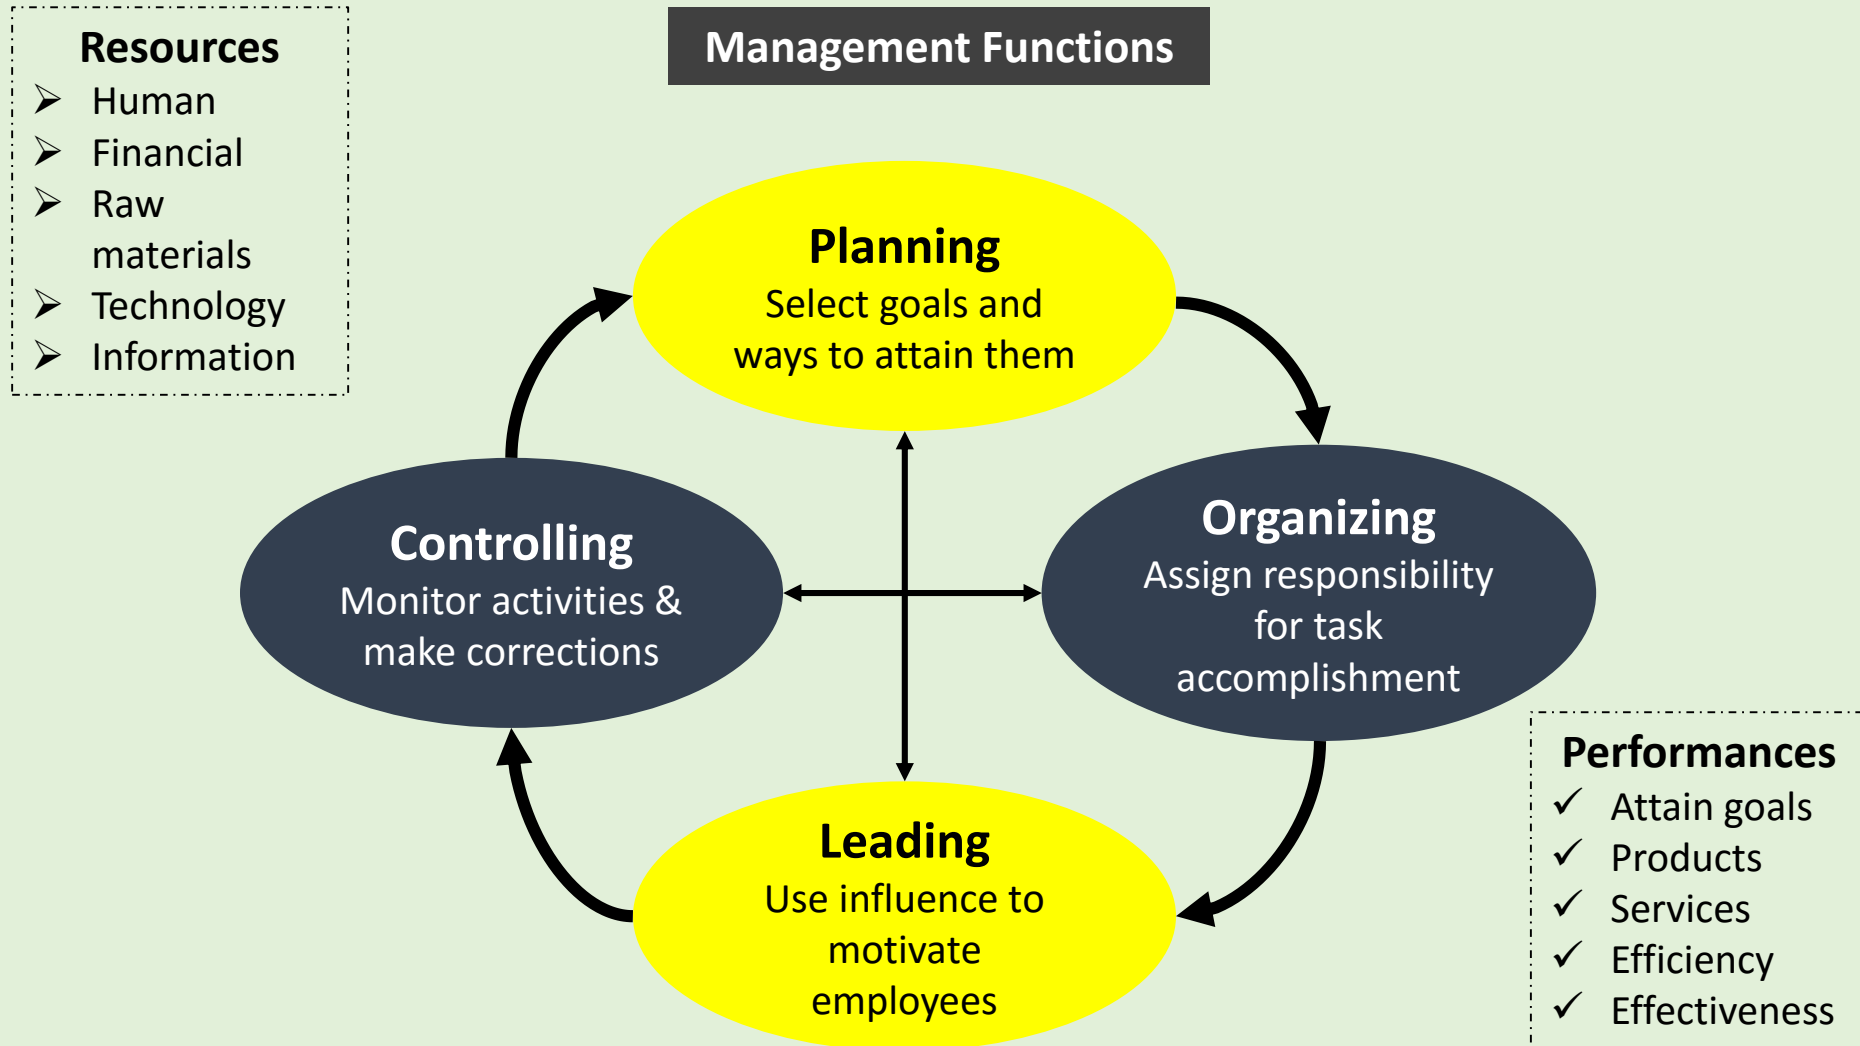 Management Functions
Resources
Human
Financial
Raw
materials
Technology
Information
Planning
Select goals and
ways to attain them
Controlling
Monitor activities &
make corrections
Organizing
Assign responsibility
for task
accomplishment
Leading
Use influence to
motivate
employees
Performances
Attain goals
Products
Services
Efficiency
Effectiveness